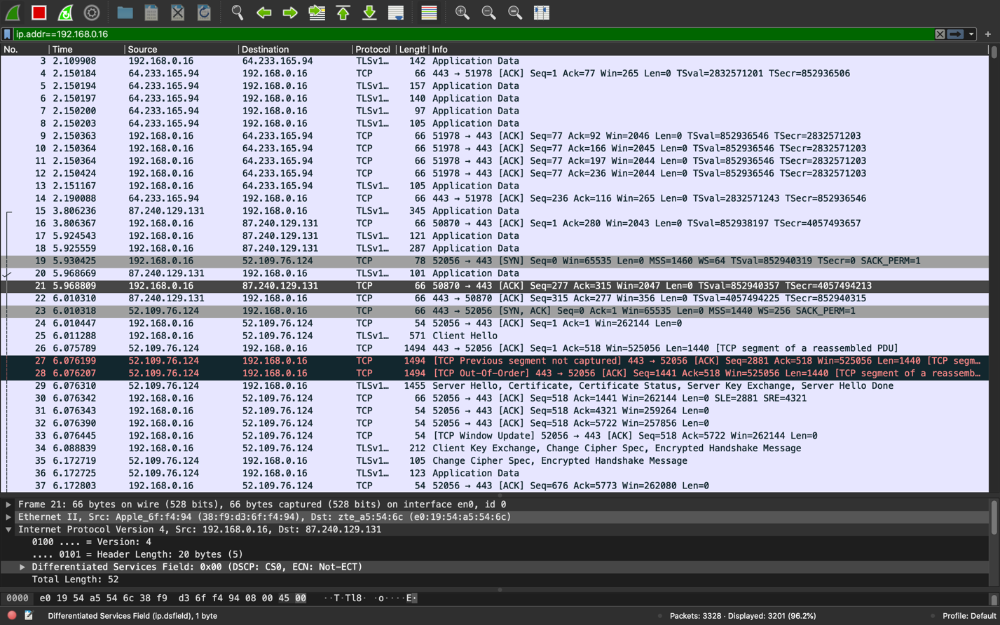 ip.addr==192.168.0.16
No. Time Source Destination Protocol Length Info
3 2.109908 192.168.0.16 64.233.165.94 TLSv1… 142 Application Data
4 2.150184 64.233.165.94 192.168.0.16 TCP 66 443 → 51978 [ACK] Seq=1 Ack=77 Win=265 Len=0 TSval=2832571201 TSecr=852936506
5 2.150194 64.233.165.94 192.168.0.16 TLSv1… 157 Application Data
6 2.150197 64.233.165.94 192.168.0.16 TLSv1… 140 Application Data
7 2.150200 64.233.165.94 192.168.0.16 TLSv1… 97 Application Data
8 2.150203 64.233.165.94 192.168.0.16 TLSv1… 105 Application Data
9 2.150363 192.168.0.16 64.233.165.94 TCP 66 51978 → 443 [ACK] Seq=77 Ack=92 Win=2046 Len=0 TSval=852936546 TSecr=2832571203
10 2.150364 192.168.0.16 64.233.165.94 TCP 66 51978 → 443 [ACK] Seq=77 Ack=166 Win=2045 Len=0 TSval=852936546 TSecr=2832571203
11 2.150364 192.168.0.16 64.233.165.94 TCP 66 51978 → 443 [ACK] Seq=77 Ack=197 Win=2044 Len=0 TSval=852936546 TSecr=2832571203
12 2.150424 192.168.0.16 64.233.165.94 TCP 66 51978 → 443 [ACK] Seq=77 Ack=236 Win=2044 Len=0 TSval=852936546 TSecr=2832571203
13 2.151167 192.168.0.16 64.233.165.94 TLSv1… 105 Application Data
14 2.190088 64.233.165.94 192.168.0.16 TCP 66 443 → 51978 [ACK] Seq=236 Ack=116 Win=265 Len=0 TSval=2832571243 TSecr=852936546
15 3.806236 87.240.129.131 192.168.0.16 TLSv1… 345 Application Data
16 3.806367 192.168.0.16 87.240.129.131 TCP 66 50870 → 443 [ACK] Seq=1 Ack=280 Win=2043 Len=0 TSval=852938197 TSecr=4057493657
17 5.924543 192.168.0.16 87.240.129.131 TLSv1… 121 Application Data
18 5.925559 192.168.0.16 87.240.129.131 TLSv1… 287 Application Data
19 5.930425 192.168.0.16 52.109.76.124 TCP 78 52056 → 443 [SYN] Seq=0 Win=65535 Len=0 MSS=1460 WS=64 TSval=852940319 TSecr=0 SACK_PERM=1
20 5.968669 87.240.129.131 192.168.0.16 TLSv1… 101 Application Data
21 5.968809 192.168.0.16 87.240.129.131 TCP 66 50870 → 443 [ACK] Seq=277 Ack=315 Win=2047 Len=0 TSval=852940357 TSecr=4057494213
22 6.010310 87.240.129.131 192.168.0.16 TCP 66 443 → 50870 [ACK] Seq=315 Ack=277 Win=356 Len=0 TSval=4057494225 TSecr=852940315
23 6.010318 52.109.76.124 192.168.0.16 TCP 66 443 → 52056 [SYN, ACK] Seq=0 Ack=1 Win=65535 Len=0 MSS=1440 WS=256 SACK_PERM=1
24 6.010447 192.168.0.16 52.109.76.124 TCP 54 52056 → 443 [ACK] Seq=1 Ack=1 Win=262144 Len=0
25 6.011288 192.168.0.16 52.109.76.124 TLSv1… 571 Client Hello
26 6.075789 52.109.76.124 192.168.0.16 TCP 1494 443 → 52056 [ACK] Seq=1 Ack=518 Win=525056 Len=1440 [TCP segment of a reassembled PDU]
27 6.076199 52.109.76.124 192.168.0.16 TCP 1494 [TCP Previous segment not captured] 443 → 52056 [ACK] Seq=2881 Ack=518 Win=525056 Len=1440 [TCP segm…
28 6.076207 52.109.76.124 192.168.0.16 TCP 1494 [TCP Out-Of-Order] 443 → 52056 [ACK] Seq=1441 Ack=518 Win=525056 Len=1440 [TCP segment of a reassemb…
29 6.076310 52.109.76.124 192.168.0.16 TLSv1… 1455 Server Hello, Certificate, Certificate Status, Server Key Exchange, Server Hello Done
30 6.076342 192.168.0.16 52.109.76.124 TCP 66 52056 → 443 [ACK] Seq=518 Ack=1441 Win=262144 Len=0 SLE=2881 SRE=4321
31 6.076343 192.168.0.16 52.109.76.124 TCP 54 52056 → 443 [ACK] Seq=518 Ack=4321 Win=259264 Len=0
32 6.076390 192.168.0.16 52.109.76.124 TCP 54 52056 → 443 [ACK] Seq=518 Ack=5722 Win=257856 Len=0
33 6.076445 192.168.0.16 52.109.76.124 TCP 54 [TCP Window Update] 52056 → 443 [ACK] Seq=518 Ack=5722 Win=262144 Len=0
34 6.088839 192.168.0.16 52.109.76.124 TLSv1… 212 Client Key Exchange, Change Cipher Spec, Encrypted Handshake Message
35 6.172719 52.109.76.124 192.168.0.16 TLSv1… 105 Change Cipher Spec, Encrypted Handshake Message
36 6.172725 52.109.76.124 192.168.0.16 TLSv1… 123 Application Data
37 6.172803 192.168.0.16 52.109.76.124 TCP 54 52056 → 443 [ACK] Seq=676 Ack=5773 Win=262080 Len=0
Frame 21: 66 bytes on wire (528 bits), 66 bytes captured (528 bits) on interface en0, id 0
Ethernet II, Src: Apple_6f:f4:94 (38:f9:d3:6f:f4:94), Dst: zte_a5:54:6c (e0:19:54:a5:54:6c)
Internet Protocol Version 4, Src: 192.168.0.16, Dst: 87.240.129.131
0100 .... = Version: 4
.... 0101 = Header Length: 20 bytes (5)
Differentiated Services Field: 0x00 (DSCP: CS0, ECN: Not-ECT)
Total Length: 52
0000 e0 19 54 a5 54 6c 38 f9 d3 6f f4 94 08 00 45 00 ··T·Tl8· ·o····E·
Differentiated Services Field (ip.dsfield), 1 byte Packets: 3328 · Displayed: 3201 (96.2%) Profile: Default